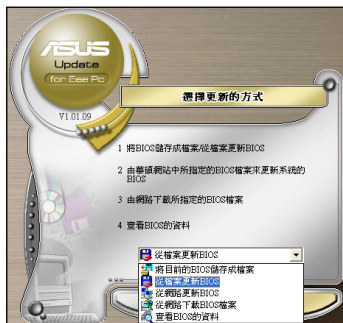 ASUS
Update
for Eee Pc
V1.01.09
選擇更新的方式
1 將BIOS儲存成檔案/從檔案更新BIOS
2 由華碩網站中所指定的BIOS檔案來更新系統的
BIOS
3 由網路下載所指定的BIOS檔案
4 查看BIOS的資料
從檔案更新BIOS
將目前的BIOS儲存成檔案
從檔案更新BIOS
從網路更新BIOS
從網路下載BIOS檔案
查看BIOS的資料